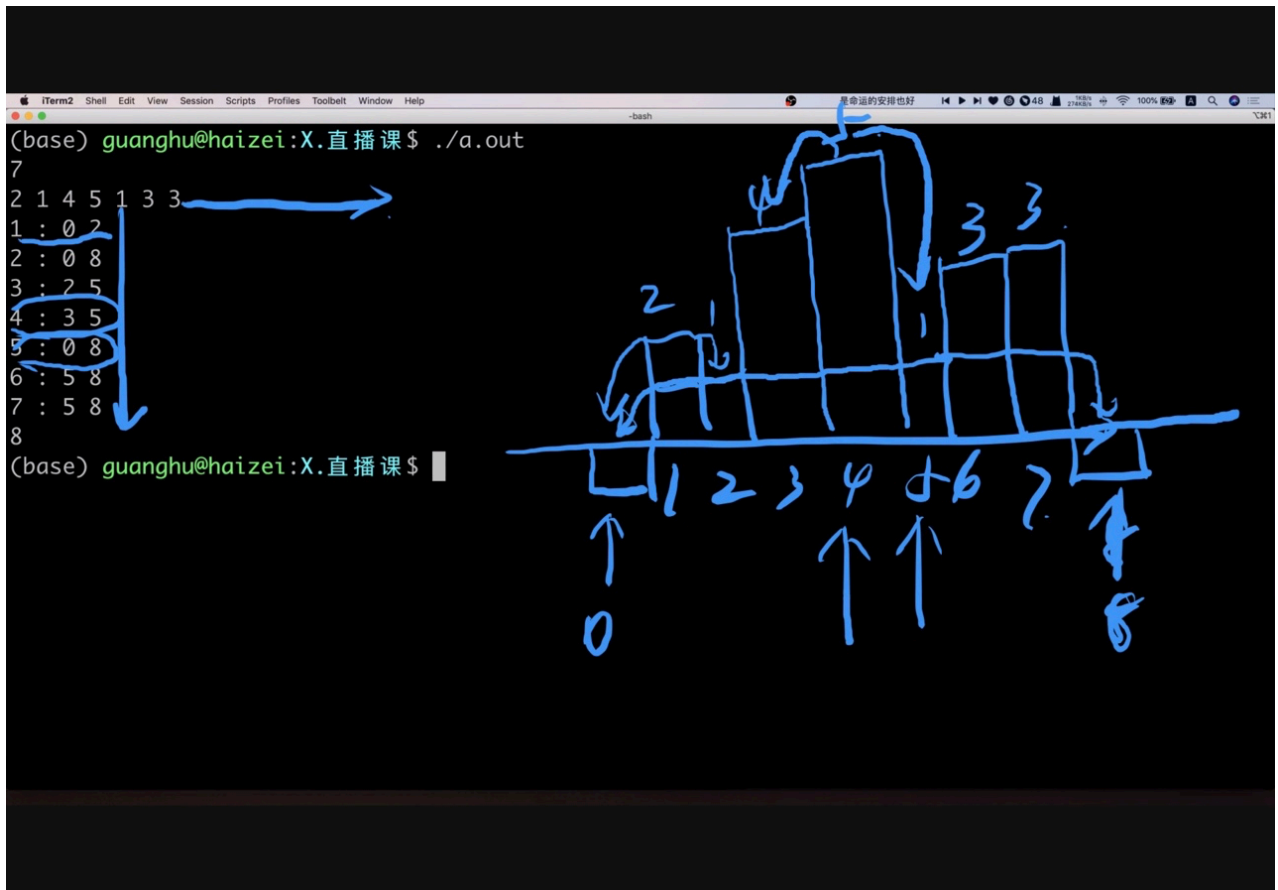 iTerm2 Shell Edit View Session Scripts Profiles Toolbelt Window Help 是命运的安排也好 48 1KB/s 274KB/s 100%
-bash
(base) guanghu@haizei:X.直播课$ ./a.out
7
2 1 4 5 1 3 3
1 : 0 2
2 : 0 8
3 : 2 5
4 : 3 5
5 : 0 8
6 : 5 8
7 : 5 8
8
(base) guanghu@haizei:X.直播课$
5
4
3 3
2 1
1
1 2 3 4 5 6 7
0 8